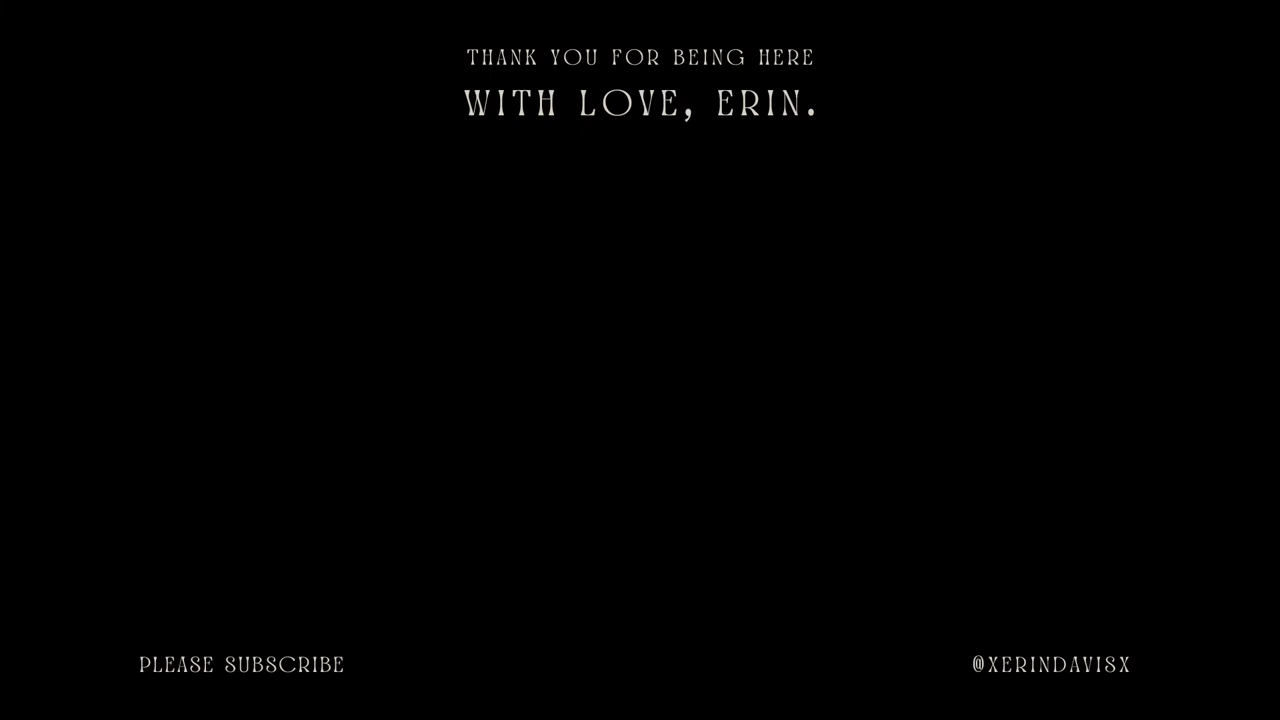 THANK YOU FOR BEING HERE
WITH LOVE, ERIN.
PLEASE SUBSCRIBE
@XERINDAVISX